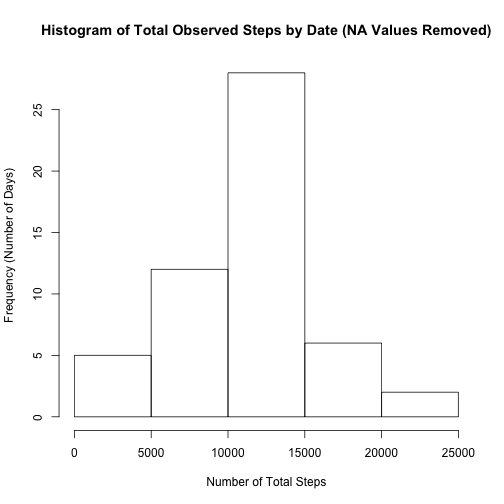 Histogram of Total Observed Steps by Date (NA Values Removed)
Frequency (Number of Days)
25
20
15
10
5
0
0 5000 10000 15000 20000 25000
Number of Total Steps